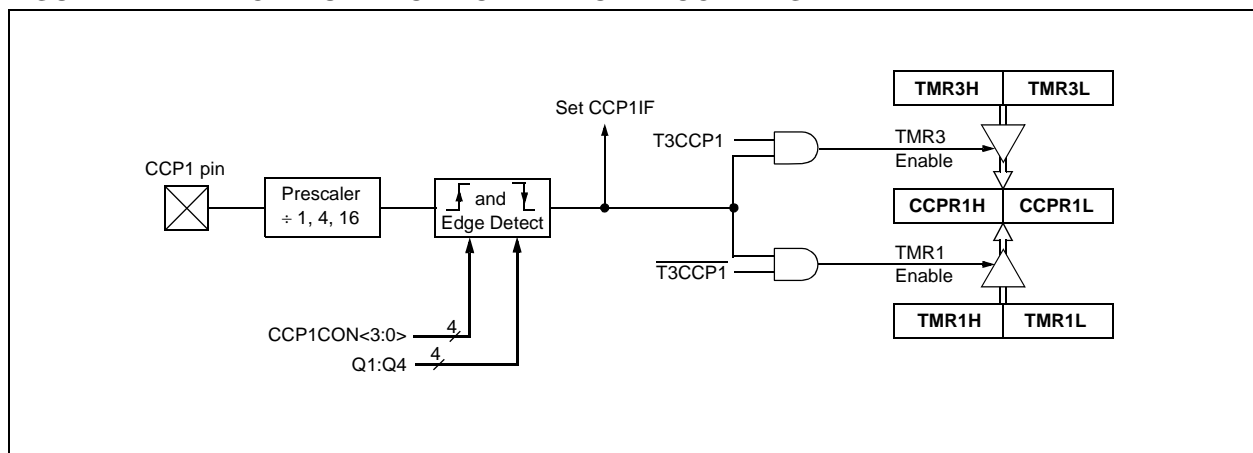 TMR3H TMR3L
Set CCP1IF
T3CCP1
TMR3
Enable
CCP1 pin
Prescaler
÷ 1, 4, 16
and
Edge Detect
CCPR1H CCPR1L
T3CCP1
TMR1
Enable
TMR1H TMR1L
CCP1CON<3:0>
4
Q1:Q4
4